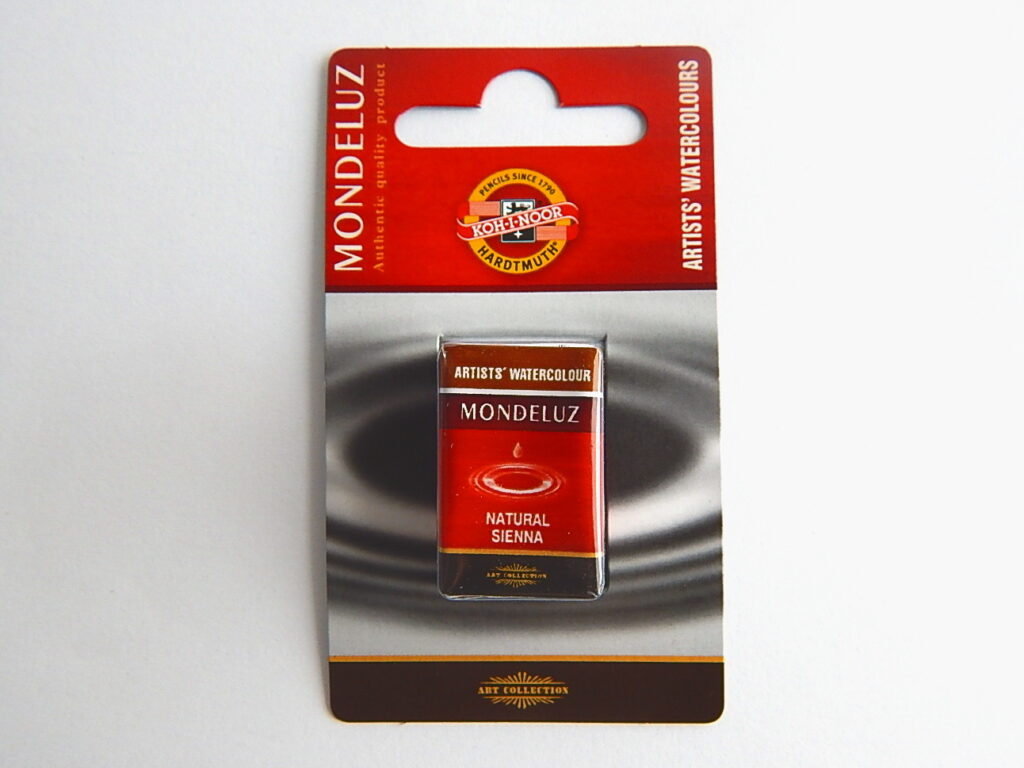 MONDELUZ
Authentic quality product
ARTISTS' WATERCOLOURS
PENCILS SINCE 1790
KOH-I-NOOR
HARDTMUTH®
ARTISTS' WATERCOLOUR
MONDELUZ
NATURAL
SIENNA
ART COLLECTION
ART COLLECTION